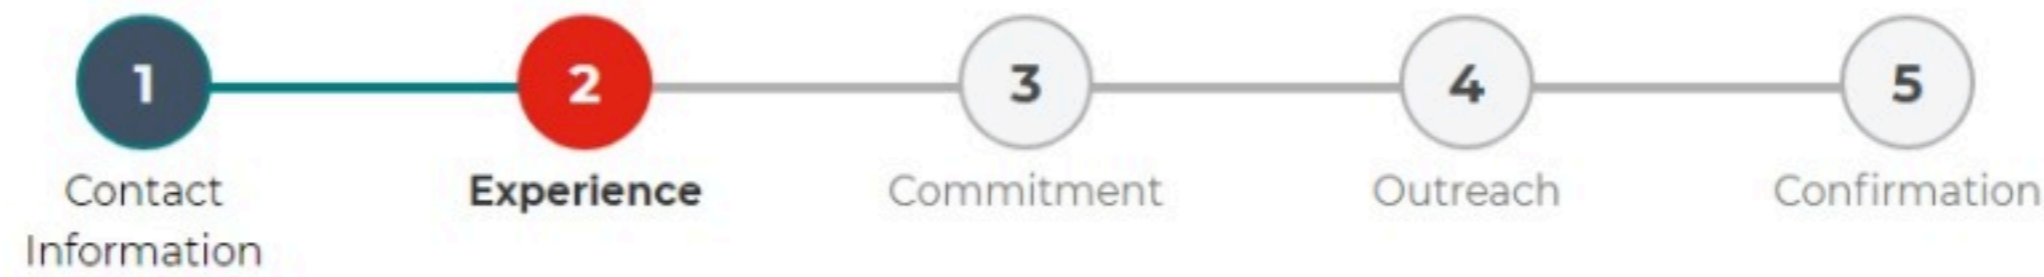 1 2 3 4 5
Contact Experience Commitment Outreach Confirmation
Information